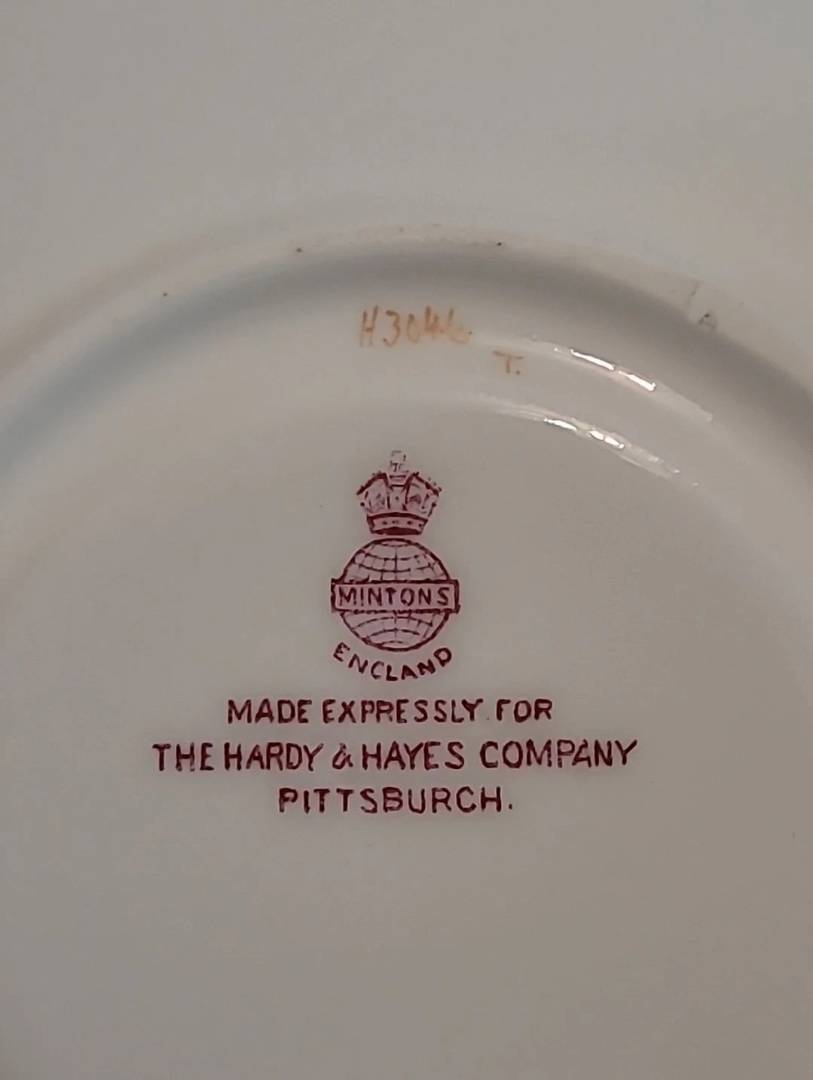 H3046
T.
A
MINTONS
ENGLAND
MADE EXPRESSLY FOR
THE HARDY & HAYES COMPANY
PITTSBURGH.